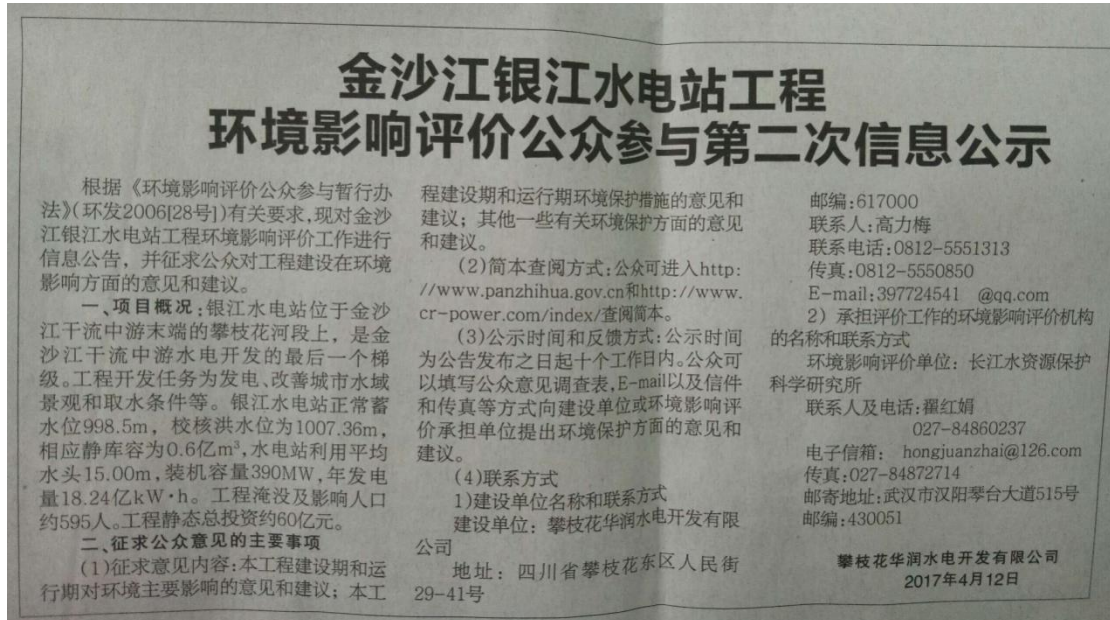 金沙江银江水电站工程
环境影响评价公众参与第二次信息公示
根据《环境影响评价公众参与暂行办
法》(环发2006[28号])有关要求,现对金沙
江银江水电站工程环境影响评价工作进行
信息公告，并征求公众对工程建设在环境
影响方面的意见和建议。
一、项目概况:银江水电站位于金沙
江干流中游末端的攀枝花河段上，是金
沙江干流中游水电开发的最后一个梯
级。工程开发任务为发电、改善城市水域
景观和取水条件等。银江水电站正常蓄
水位998.5m，校核洪水位为1007.36m,
相应静库容为0.6亿m³,水电站利用平均
水头15.00m,装机容量390MW,年发电
量18.24亿kW·h。工程淹没及影响人口
约595人。工程静态总投资约60亿元。
二、征求公众意见的主要事项
(1)征求意见内容:本工程建设期和运
行期对环境主要影响的意见和建议；本工
程建设期和运行期环境保护措施的意见和
建议；其他一些有关环境保护方面的意见
和建议。
(2)简本查阅方式:公众可进入http:
//www.panzhihua.gov.cn和http://www.
cr-power.com/index/查阅简本。
(3)公示时间和反馈方式:公示时间
为公告发布之日起十个工作日内。公众可
以填写公众意见调查表,E-mail以及信件
和传真等方式向建设单位或环境影响评
价承担单位提出环境保护方面的意见和
建议。
(4)联系方式
1)建设单位名称和联系方式
建设单位：攀枝花华润水电开发有限
公司
地址：四川省攀枝花东区人民街
29-41号
邮编:617000
联系人:高力梅
联系电话:0812-5551313
传真:0812-5550850
E-mail:397724541 @qq.com
2）承担评价工作的环境影响评价机构
的名称和联系方式
环境影响评价单位：长江水资源保护
科学研究所
联系人及电话:翟红娟
027-84860237
电子信箱： hongjuanzhai@126.com
传真:027-84872714
邮寄地址:武汉市汉阳琴台大道515号
邮编:430051
攀枝花华润水电开发有限公司
2017年4月12日